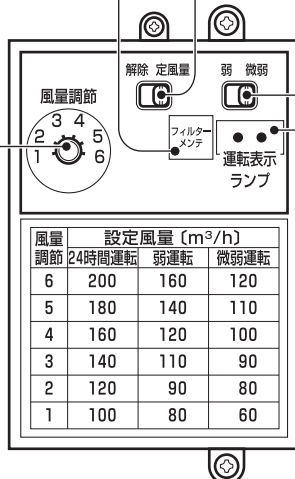 解除 定風量
弱 微弱
風量調節
1 2 3 4 5 6
フィルター
メンテ
運転表示
ランプ
風量調節 設定風量〔m³/h〕
24時間運転 弱運転 微弱運転
6 200 160 120
5 180 140 110
4 160 120 100
3 140 110 90
2 120 90 80
1 100 80 60